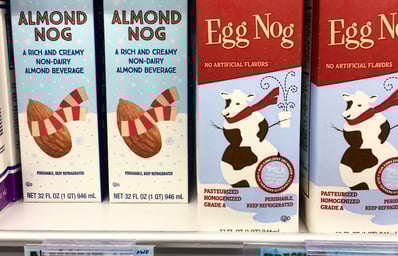 ALMOND
NOG
A RICH AND CREAMY
NON-DAIRY
ALMOND BEVERAGE
PERISHABLE, KEEP REFRIGERATED
NET 32 FL OZ (1 QT) 946 mL
ALMOND
NOG
A RICH AND CREAMY
NON-DAIRY
ALMOND BEVERAGE
PERISHABLE, KEEP REFRIGERATED
NET 32 FL OZ (1 QT) 946 mL
Egg Nog
NO ARTIFICIAL FLAVORS
MILK
PASTEURIZED
HOMOGENIZED
GRADE A
PERISHABLE
KEEP REFRIGERATED
Egg No
NO ARTIFICIAL FLAVORS
PASTEURIZED
HOMOGENIZED
GRADE A
KEEP
ALMOND